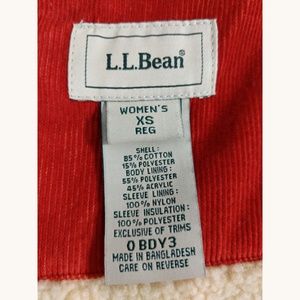 L.L.Bean®
WOMEN'S
XS
REG
SHELL:
85% COTTON
15% POLYESTER
BODY LINING:
55% POLYESTER
45% ACRYLIC
SLEEVE LINING:
100% NYLON
SLEEVE INSULATION:
100% POLYESTER
EXCLUSIVE OF TRIMS
0 BDY3
MADE IN BANGLADESH
CARE ON REVERSE